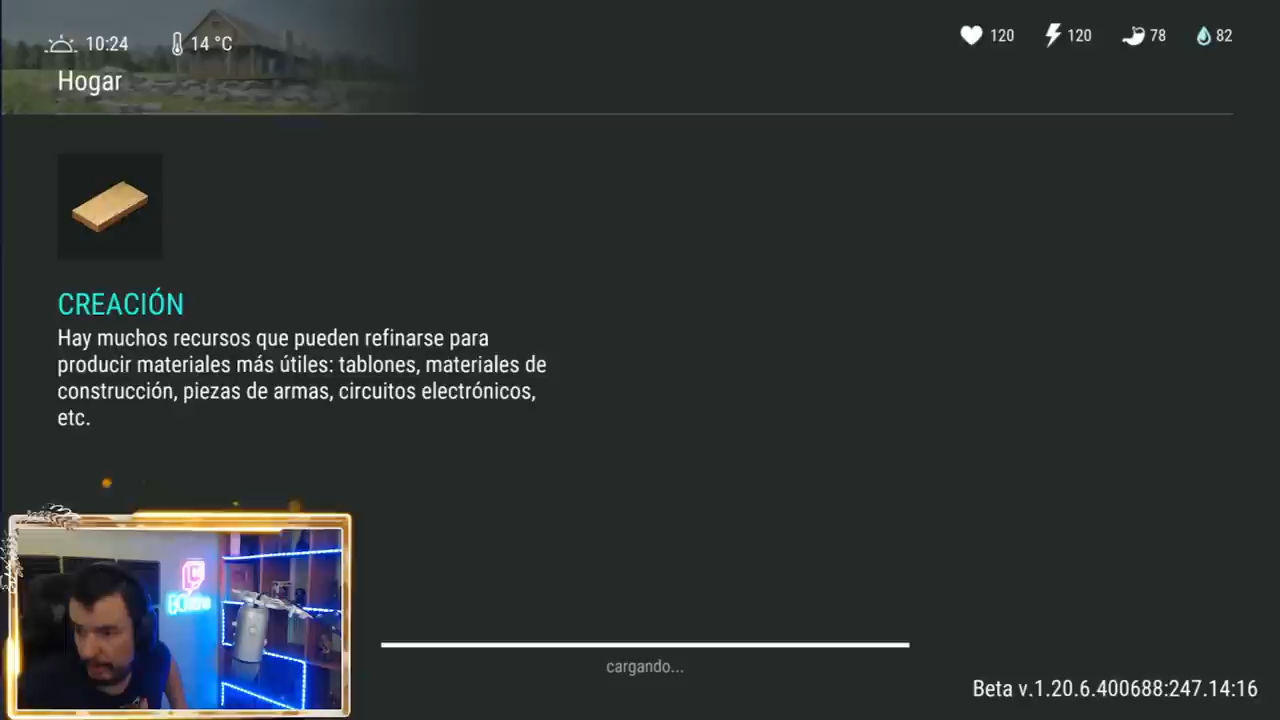 10:24
14 °C
120
120
78
82
Hogar
CREACIÓN
Hay muchos recursos que pueden refinarse para
producir materiales más útiles: tablones, materiales de
construcción, piezas de armas, circuitos electrónicos,
etc.
cargando...
Beta v.1.20.6.400688:247.14:16